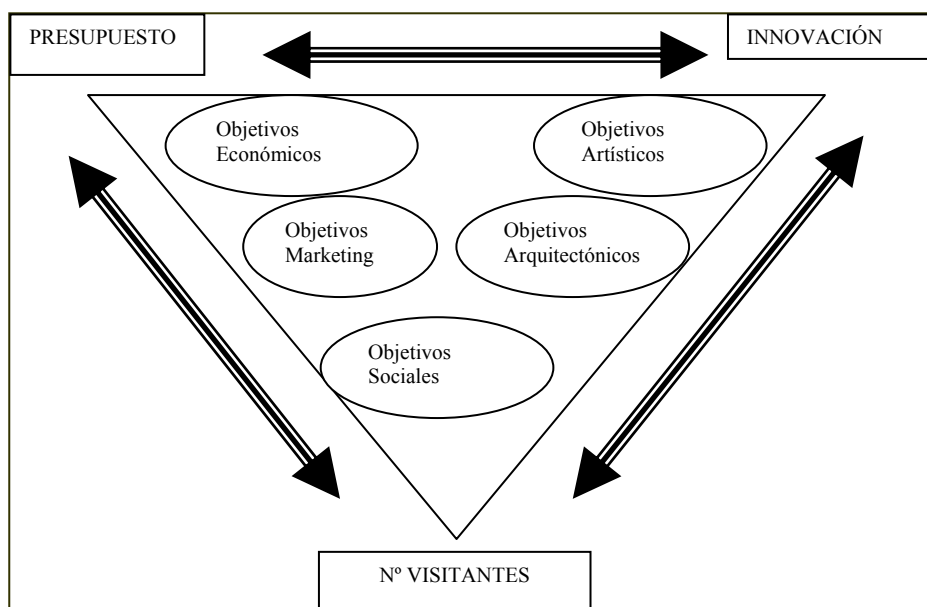 PRESUPUESTO
INNOVACIÓN
Objetivos
Económicos
Objetivos
Artísticos
Objetivos
Marketing
Objetivos
Arquitectónicos
Objetivos
Sociales
Nº VISITANTES